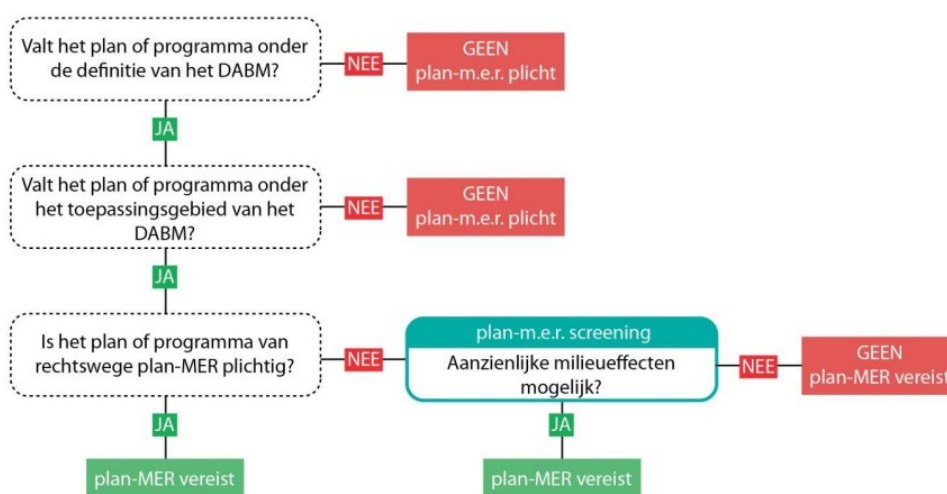 Valt het plan of programma onder
de definitie van het DABM?
NEE
GEEN
plan-m.e.r. plicht
JA
Valt het plan of programma onder
het toepassingsgebied van het
DABM?
NEE
GEEN
plan-m.e.r. plicht
JA
Is het plan of programma van
rechtswege plan-MER plichtig?
NEE
plan-m.e.r. screening
Aanzienlijke milieueffecten
mogelijk?
NEE
GEEN
plan-MER vereist
JA
plan-MER vereist
JA
plan-MER vereist